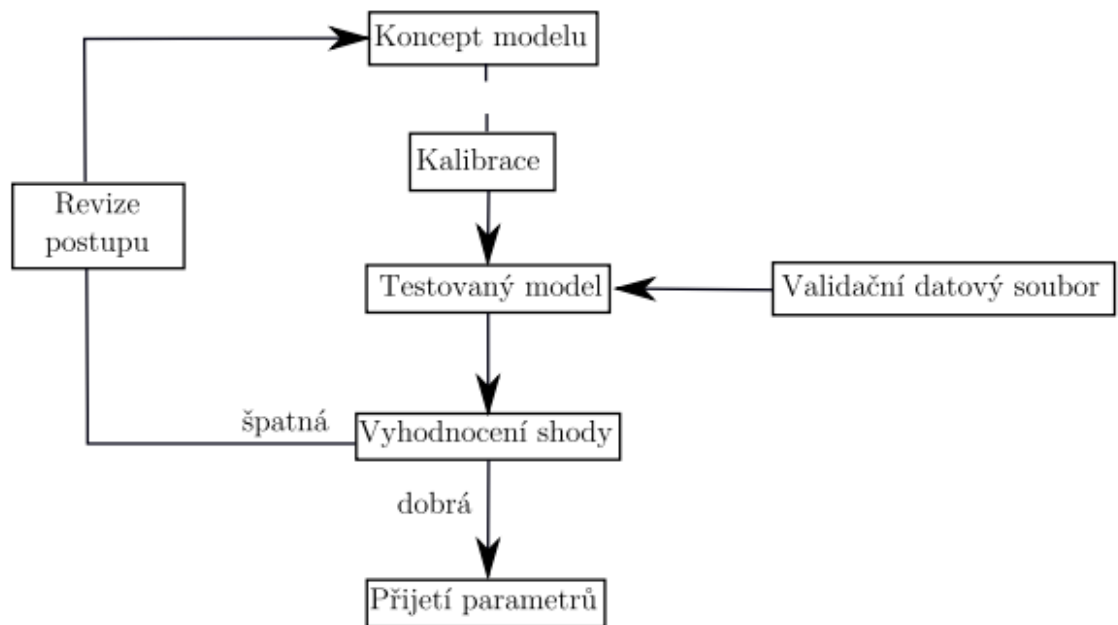 Koncept modelu
Kalibrace
Revize
postupu
Testovaný model
Validační datový soubor
špatná
Vyhodnocení shody
dobrá
Přijetí parametrů